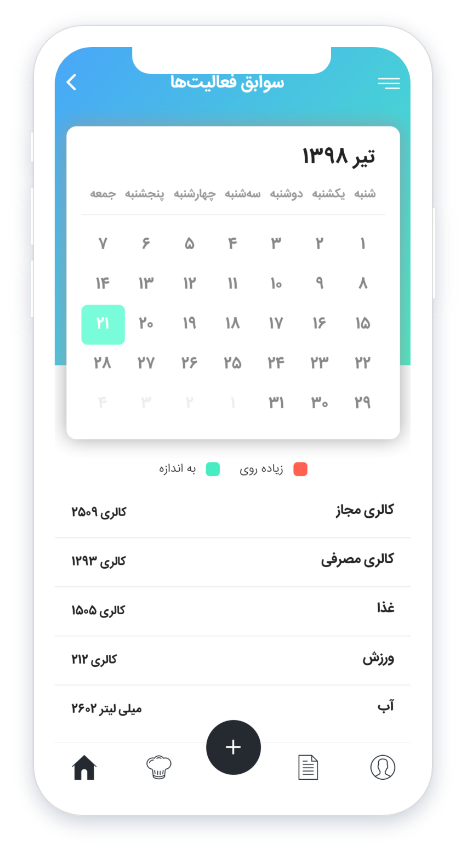 سوابق فعالیت‌ها
تیر ۱۳۹۸
شنبه یکشنبه دوشنبه سه‌شنبه چهارشنبه پنجشنبه جمعه
۱ ۲ ۳ ۴ ۵ ۶ ۷
۸ ۹ ۱۰ ۱۱ ۱۲ ۱۳ ۱۴
۱۵ ۱۶ ۱۷ ۱۸ ۱۹ ۲۰ ۲۱
۲۲ ۲۳ ۲۴ ۲۵ ۲۶ ۲۷ ۲۸
۲۹ ۳۰ ۳۱ ۱ ۲ ۳ ۴
زیاده روی به اندازه
کالری مجاز کالری ۲۵۰۹
کالری مصرفی کالری ۱۲۹۳
غذا کالری ۱۵۰۵
ورزش کالری ۲۱۲
آب میلی لیتر ۲۶۰۲